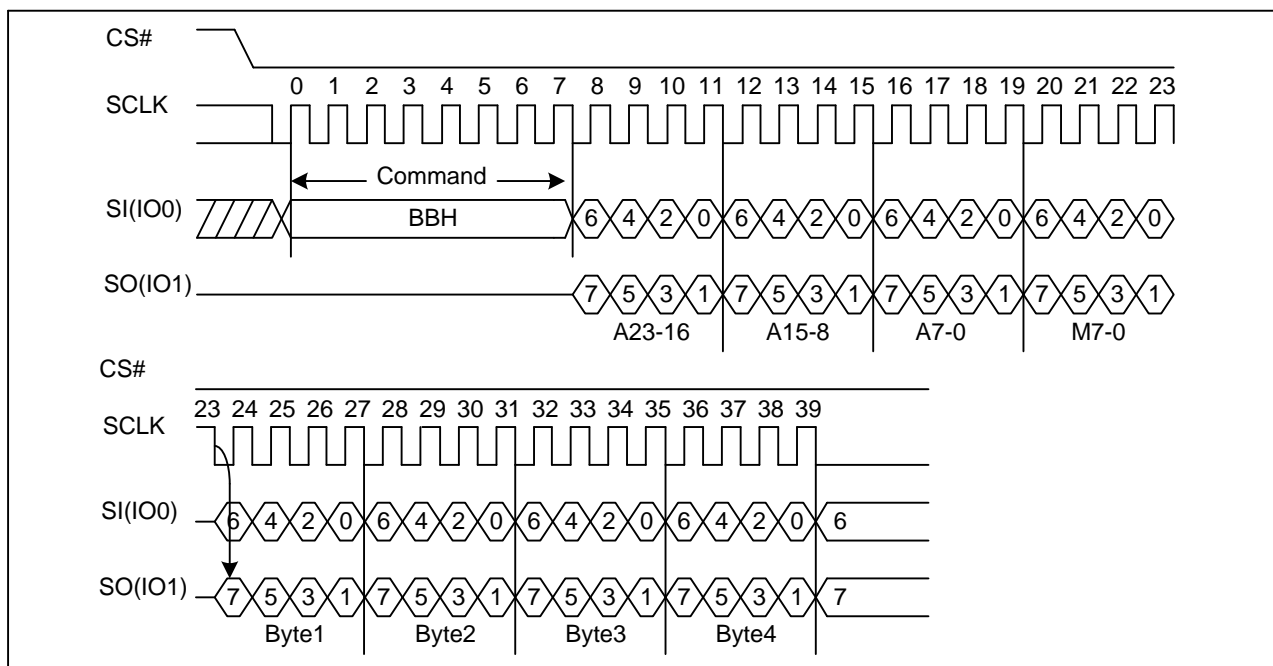 CS#
0 1 2 3 4 5 6 7 8 9 10 11 12 13 14 15 16 17 18 19 20 21 22 23
SCLK
Command
SI(IO0) BBH 6 4 2 0 6 4 2 0 6 4 2 0 6 4 2 0
SO(IO1) 7 5 3 1 7 5 3 1 7 5 3 1 7 5 3 1
A23-16 A15-8 A7-0 M7-0
CS#
23 24 25 26 27 28 29 30 31 32 33 34 35 36 37 38 39
SCLK
SI(IO0) 6 4 2 0 6 4 2 0 6 4 2 0 6 4 2 0 6
SO(IO1) 7 5 3 1 7 5 3 1 7 5 3 1 7 5 3 1 7
Byte1 Byte2 Byte3 Byte4